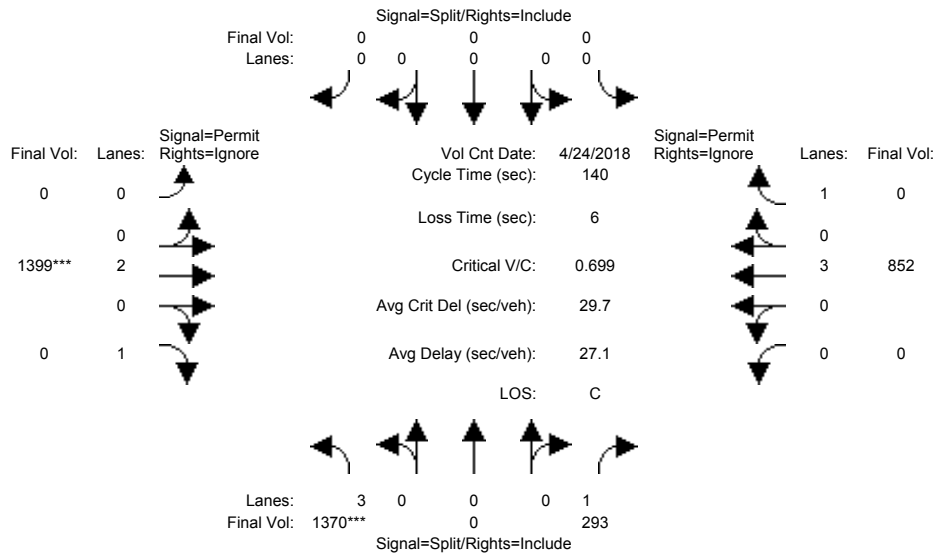 Signal=Split/Rights=Include
Final Vol: 0 0 0
Lanes: 0 0 0 0 0
Signal=Permit Signal=Permit
Final Vol: Lanes: Rights=Ignore Vol Cnt Date: 4/24/2018 Rights=Ignore Lanes: Final Vol:
Cycle Time (sec): 140
0 0 1 0
Loss Time (sec): 6
0 0
1399*** 2 Critical V/C: 0.699 3 852
0 Avg Crit Del (sec/veh): 29.7 0
0 1 Avg Delay (sec/veh): 27.1 0 0
LOS: C
Lanes: 3 0 0 0 1
Final Vol: 1370*** 0 293
Signal=Split/Rights=Include